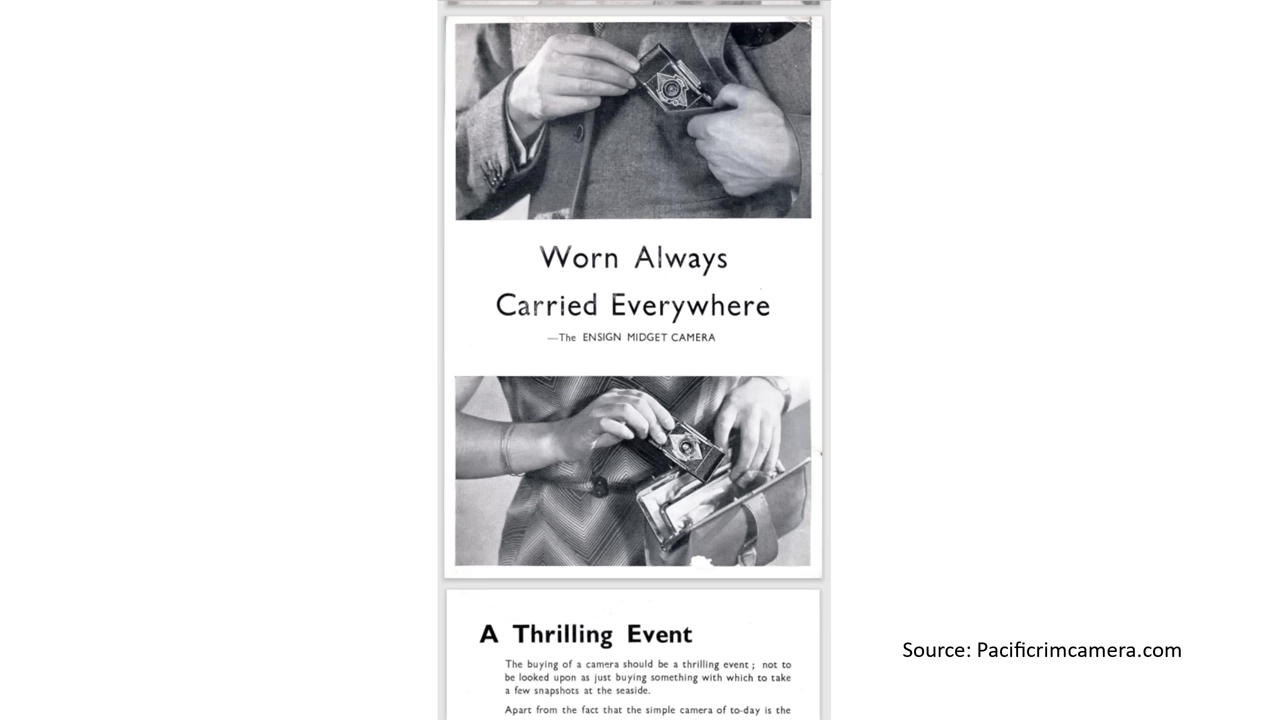 Worn Always
Carried Everywhere
—The ENSIGN MIDGET CAMERA
A Thrilling Event
The buying of a camera should be a thrilling event ; not to
be looked upon as just buying something with which to take
a few snapshots at the seaside.
Apart from the fact that the simple camera of to-day is the
Source: Pacificrimcamera.com